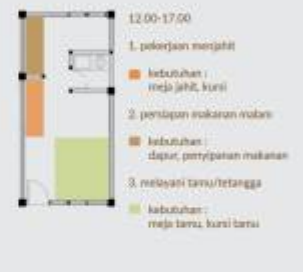 12.00-17.00
1. pekerjaan menjahit
kebutuhan :
meja jahit, kursi
2. persiapan makanan malam
kebutuhan :
dapur, penyipanan makanan
3. melayani tamu/tetangga
kebutuhan :
meja tamu, kursi tamu